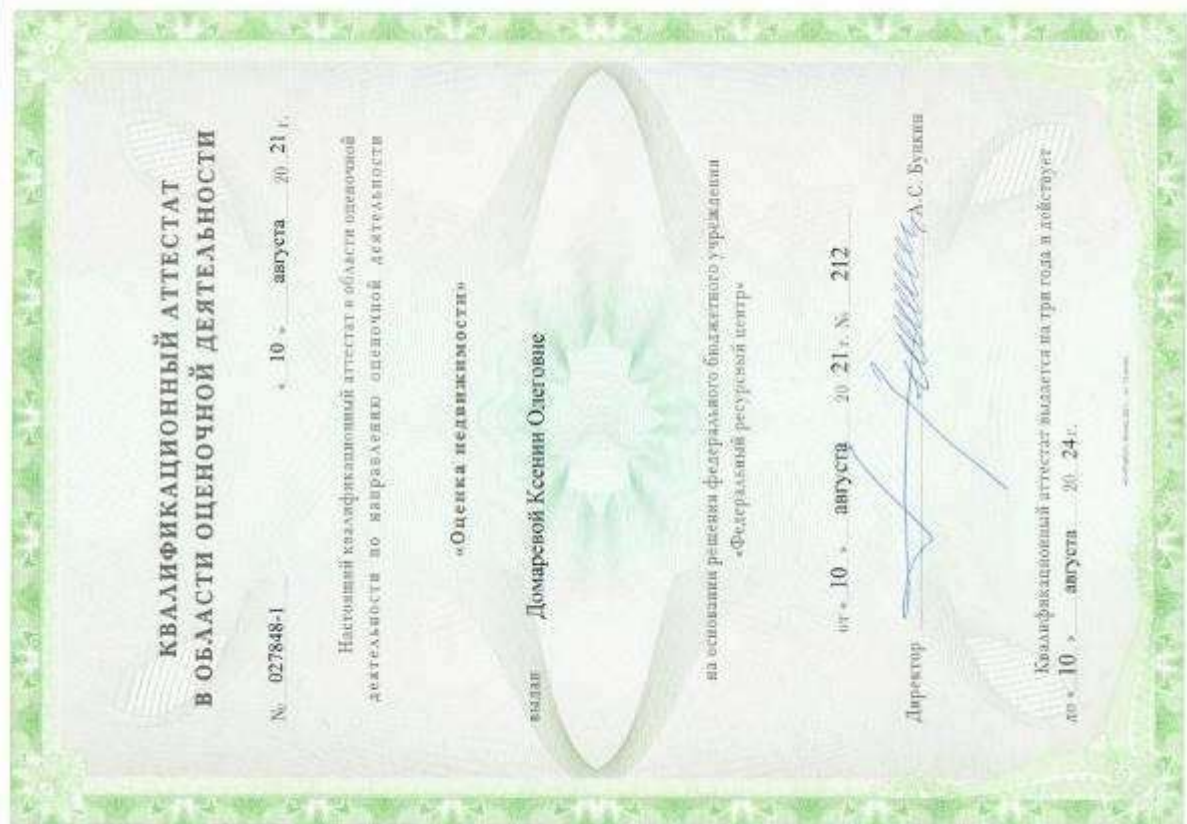 КВАЛИФИКАЦИОННЫЙ АТТЕСТАТ
В ОБЛАСТИ ОЦЕНОЧНОЙ ДЕЯТЕЛЬНОСТИ
№ 027848-1 « 10 » августа 20 21 г.
Настоящий квалификационный аттестат в области оценочной
деятельности по направлению оценочной деятельности
«Оценка недвижимости»
выдан Домаревой Ксении Олеговне
на основании решения федерального бюджетного учреждения
«Федеральный ресурсный центр»
от « 10 » августа 20 21 г. № 212
Директор А.С. Бункин
Квалификационный аттестат выдается на три года и действует
до « 10 » августа 20 24 г.